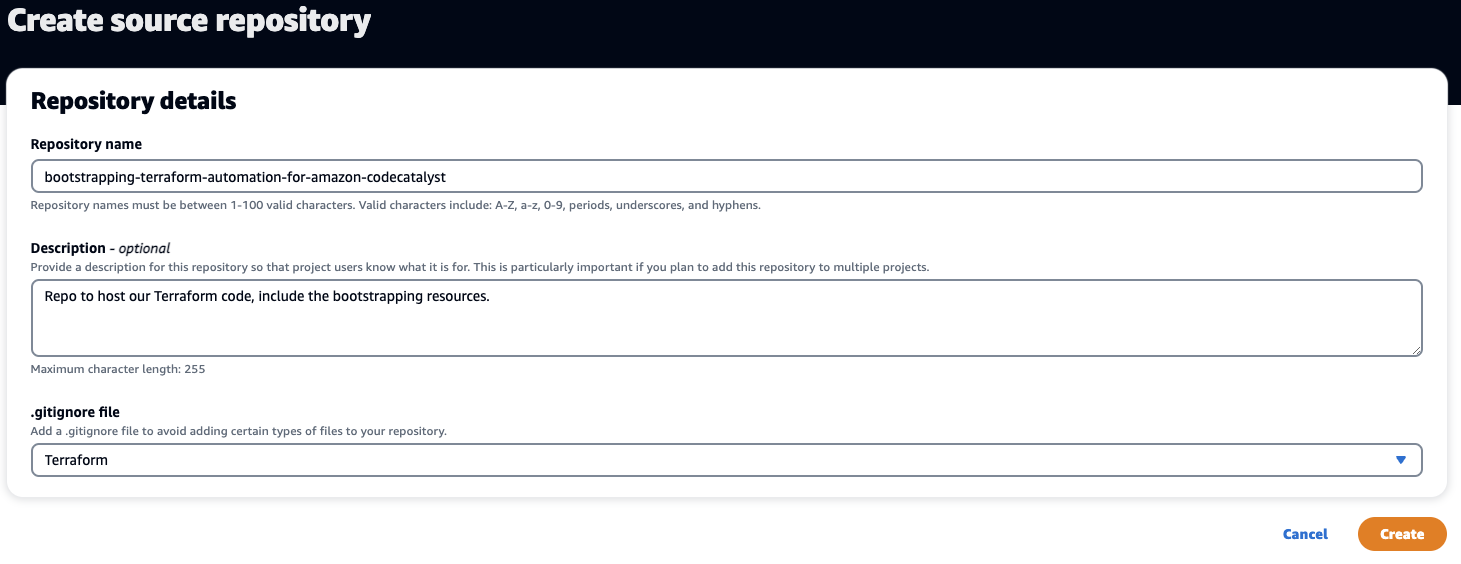 Create source repository
Repository details
Repository name
bootstrapping-terraform-automation-for-amazon-codecatalyst
Repository names must be between 1-100 valid characters. Valid characters include: A-Z, a-z, 0-9, periods, underscores, and hyphens.
Description - optional
Provide a description for this repository so that project users know what it is for. This is particularly important if you plan to add this repository to multiple projects.
Repo to host our Terraform code, include the bootstrapping resources.
Maximum character length: 255
.gitignore file
Add a .gitignore file to avoid adding certain types of files to your repository.
Terraform
Cancel Create